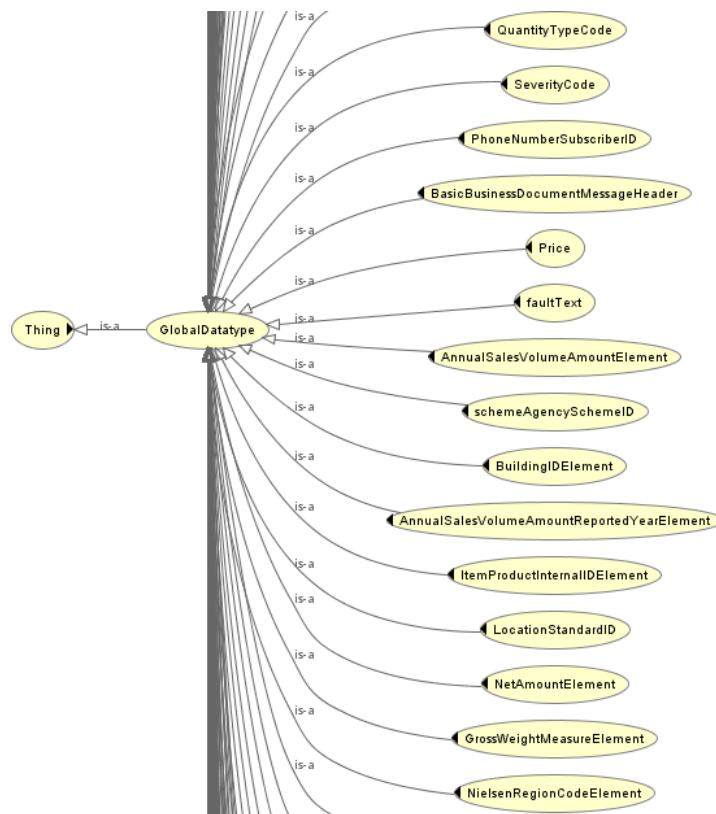 is-a
QuantityTypeCode
is-a
SeverityCode
is-a
PhoneNumberSubscriberID
is-a
BasicBusinessDocumentMessageHeader
is-a
Price
is-a
faultText
is-a
Thing
is-a
GlobalDatatype
is-a
AnnualSalesVolumeAmountElement
is-a
schemeAgencySchemeID
is-a
BuildingIDElement
is-a
AnnualSalesVolumeAmountReportedYearElement
is-a
ItemProductInternalIDElement
is-a
LocationStandardID
is-a
NetAmountElement
is-a
GrossWeightMeasureElement
is-a
NielsenRegionCodeElement